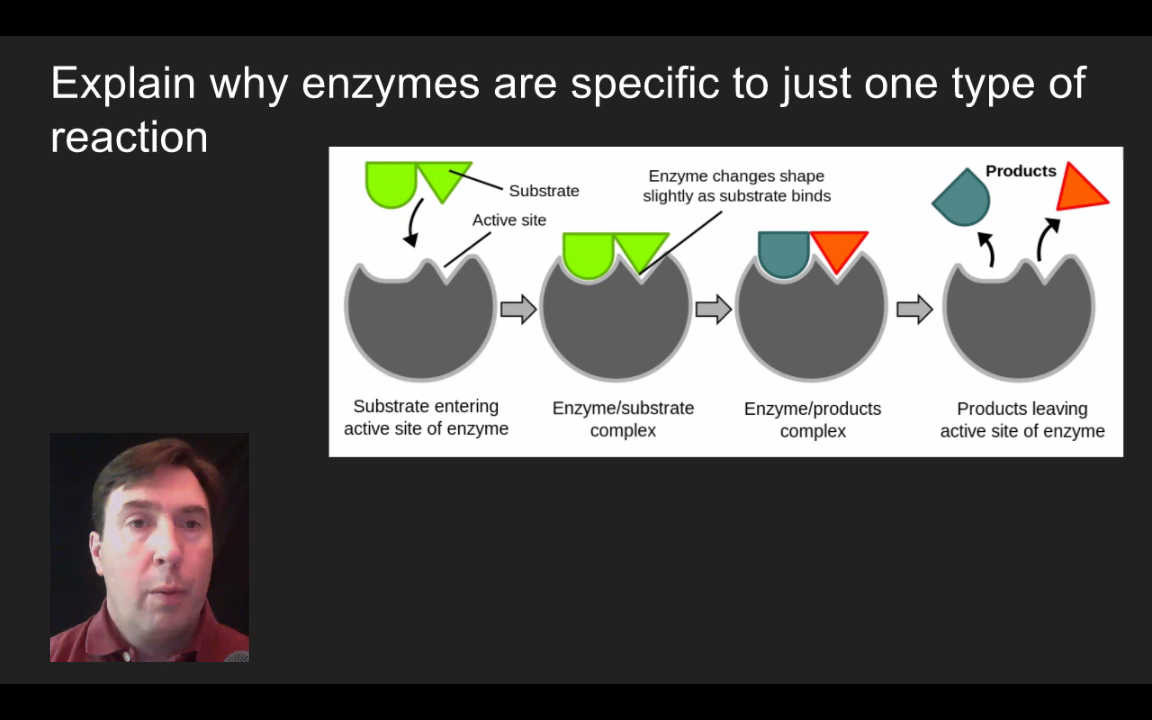 Explain why enzymes are specific to just one type of
reaction
Substrate
Active site
Enzyme changes shape
slightly as substrate binds
Products
Substrate entering
active site of enzyme
Enzyme/substrate
complex
Enzyme/products
complex
Products leaving
active site of enzyme